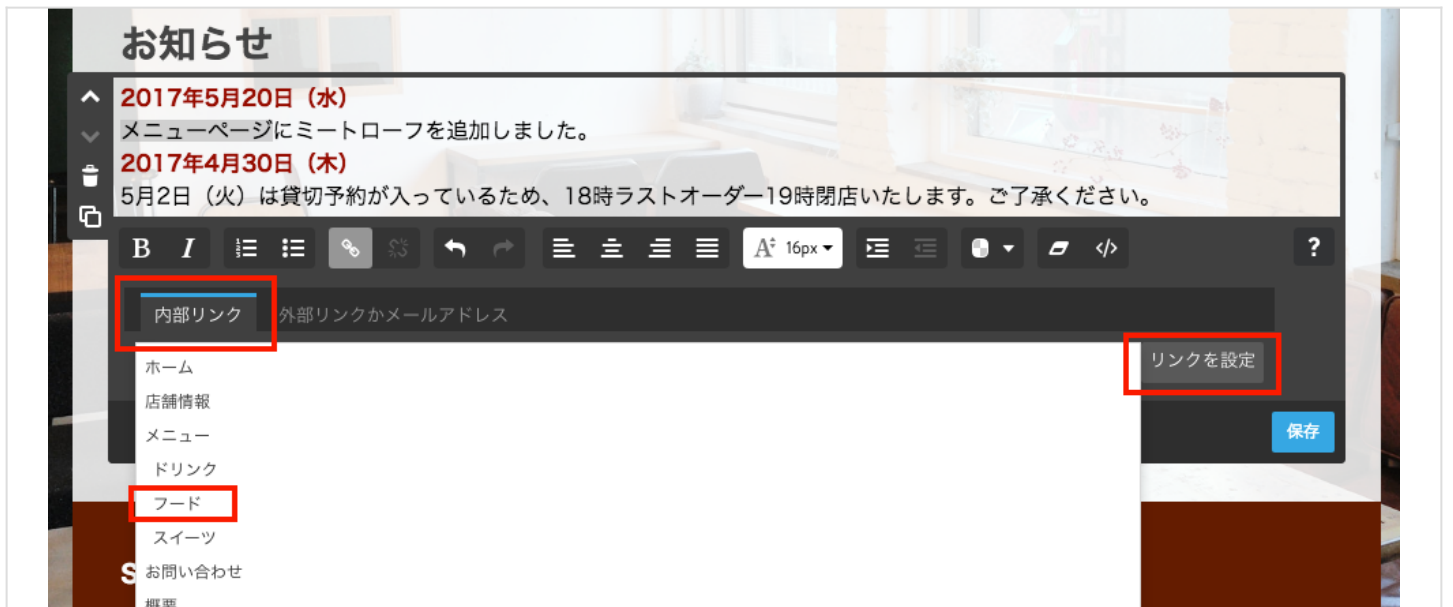 お知らせ
2017年5月20日（水）
メニューページにミートローフを追加しました。
2017年4月30日（木）
5月2日（火）は貸切予約が入っているため、18時ラストオーダー19時閉店いたします。ご了承ください。
B I A 16px </> ?
内部リンク 外部リンクかメールアドレス
リンクを設定
ホーム
店舗情報
メニュー
保存
ドリンク
フード
スイーツ
S お問い合わせ
概要